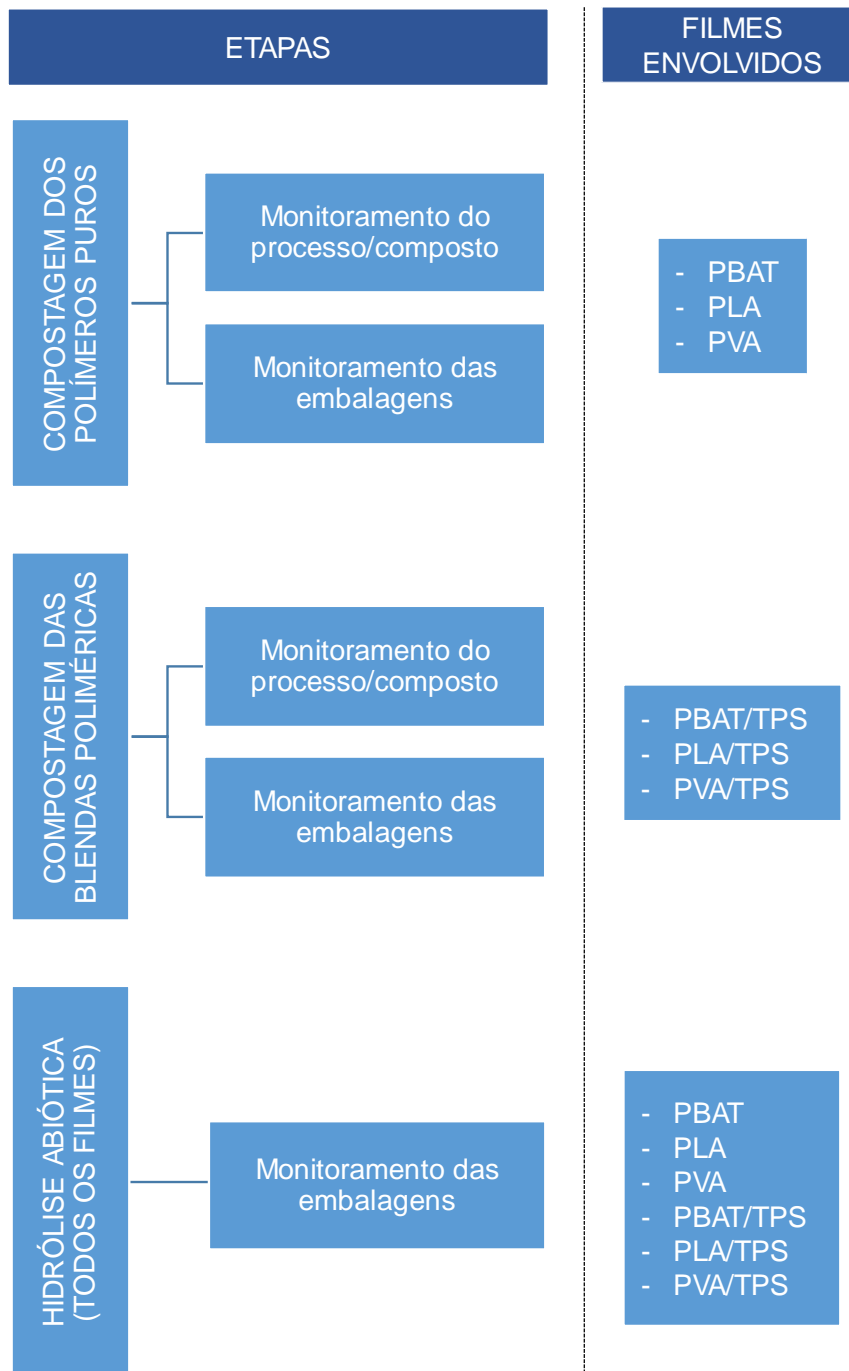 ETAPAS
FILMES
ENVOLVIDOS
COMPOSTAGEM DOS
POLÍMEROS PUROS
Monitoramento do
processo/composto
Monitoramento das
embalagens
- PBAT
- PLA
- PVA
COMPOSTAGEM DAS
BLENDAS POLIMÉRICAS
Monitoramento do
processo/composto
Monitoramento das
embalagens
- PBAT/TPS
- PLA/TPS
- PVA/TPS
HIDRÓLISE ABIÓTICA
(TODOS OS FILMES)
Monitoramento das
embalagens
- PBAT
- PLA
- PVA
- PBAT/TPS
- PLA/TPS
- PVA/TPS